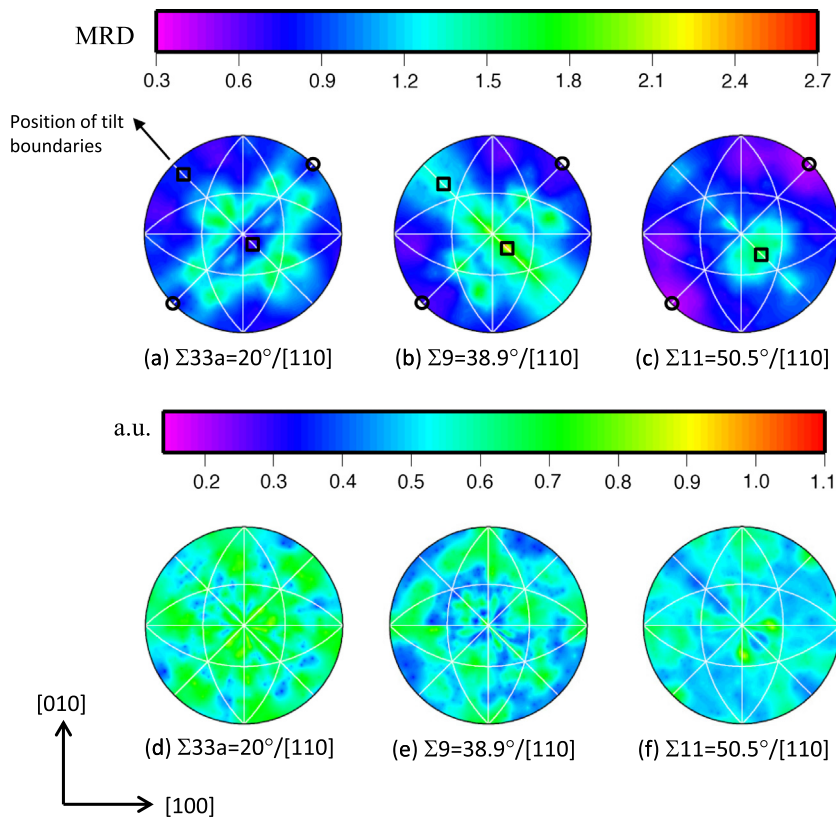 MRD
0.3 0.6 0.9 1.2 1.5 1.8 2.1 2.4 2.7
Position of tilt
boundaries
(a) Σ33a=20°/[110] (b) Σ9=38.9°/[110] (c) Σ11=50.5°/[110]
a.u.
0.2 0.3 0.4 0.5 0.6 0.7 0.8 0.9 1.0 1.1
[010]
(d) Σ33a=20°/[110] (e) Σ9=38.9°/[110] (f) Σ11=50.5°/[110]
[100]